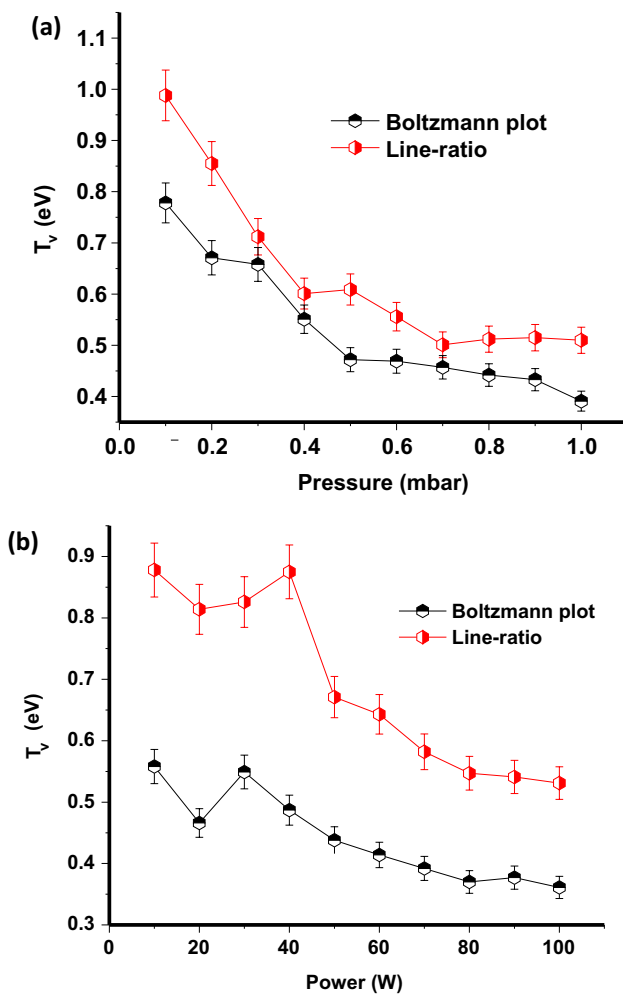 (a)
1.1
1.0
0.9
0.8
0.7
0.6
0.5
0.4
T_v (eV)
Boltzmann plot
Line-ratio
0.0 0.2 0.4 0.6 0.8 1.0
Pressure (mbar)
(b)
0.9
0.8
0.7
0.6
0.5
0.4
0.3
T_v (eV)
Boltzmann plot
Line-ratio
0 20 40 60 80 100
Power (W)